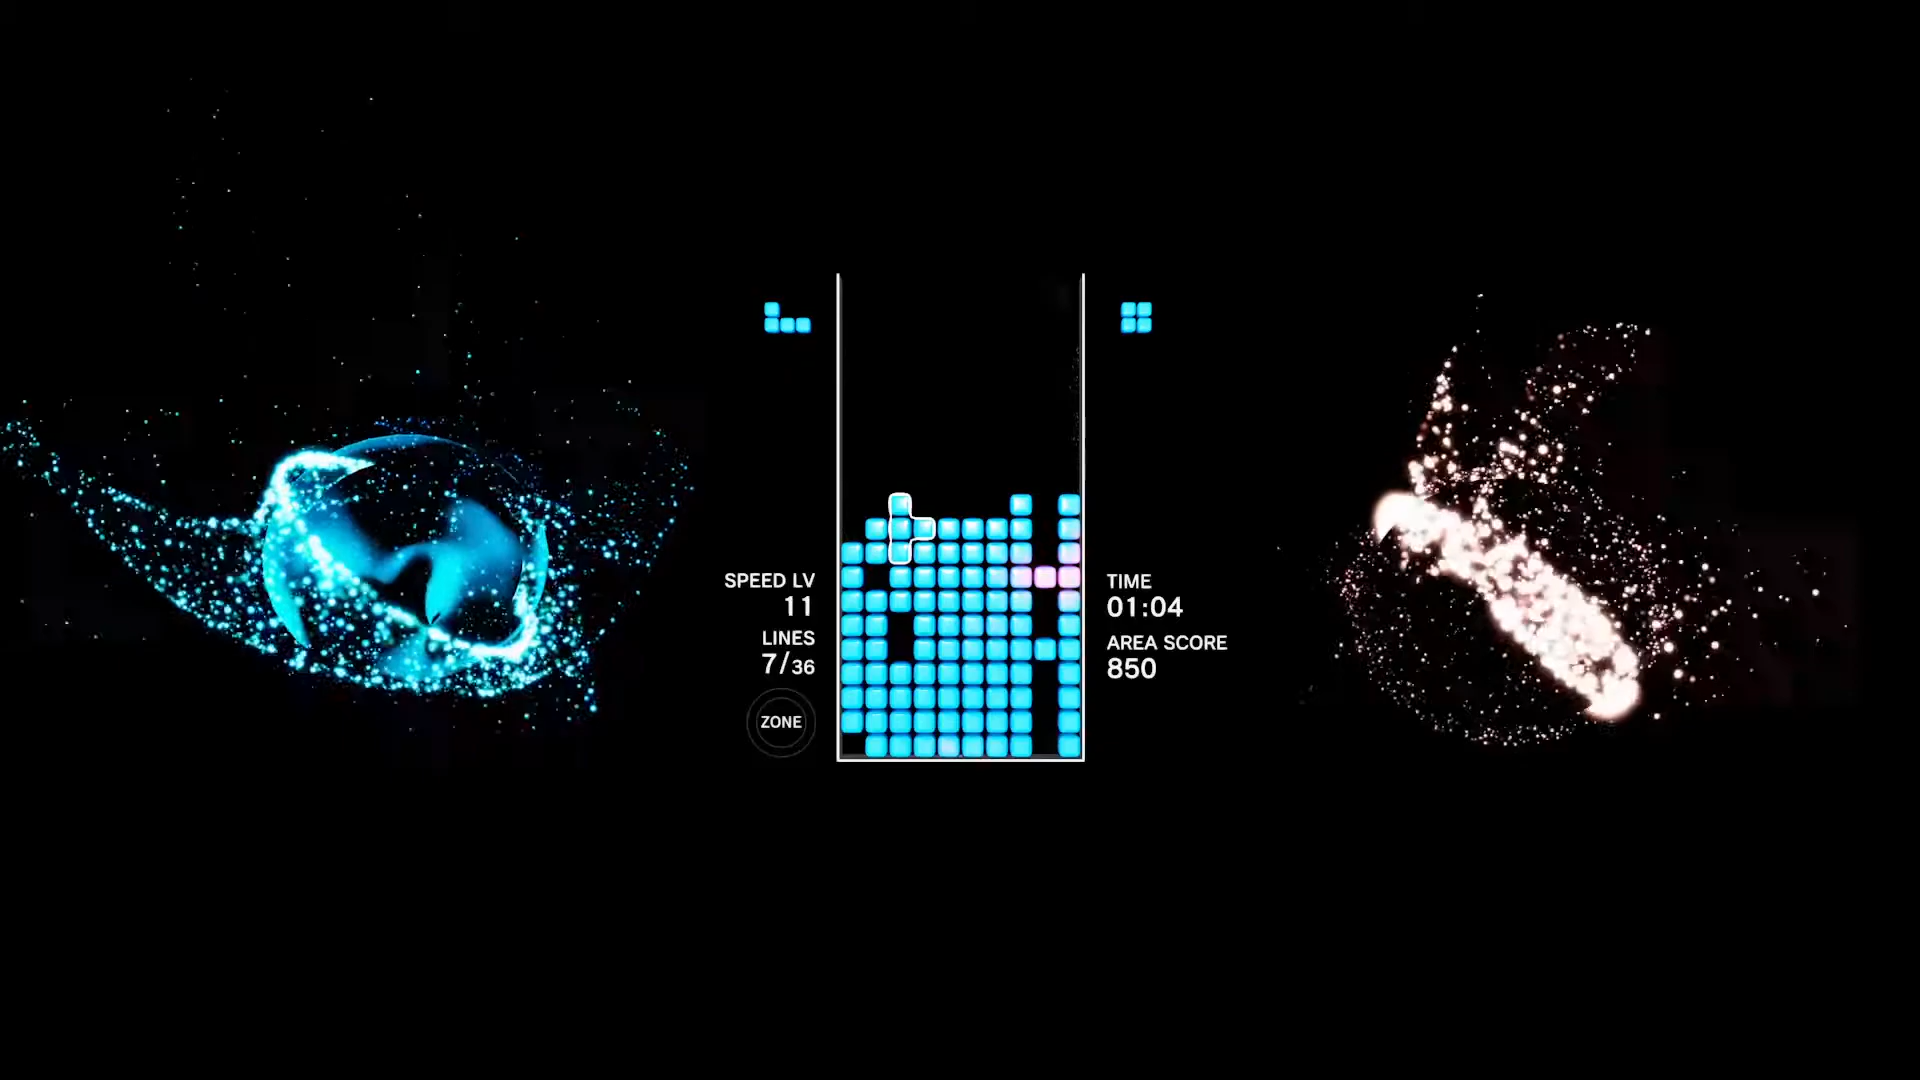 SPEED LV
11
LINES
7/36
ZONE
TIME
01:04
AREA SCORE
850